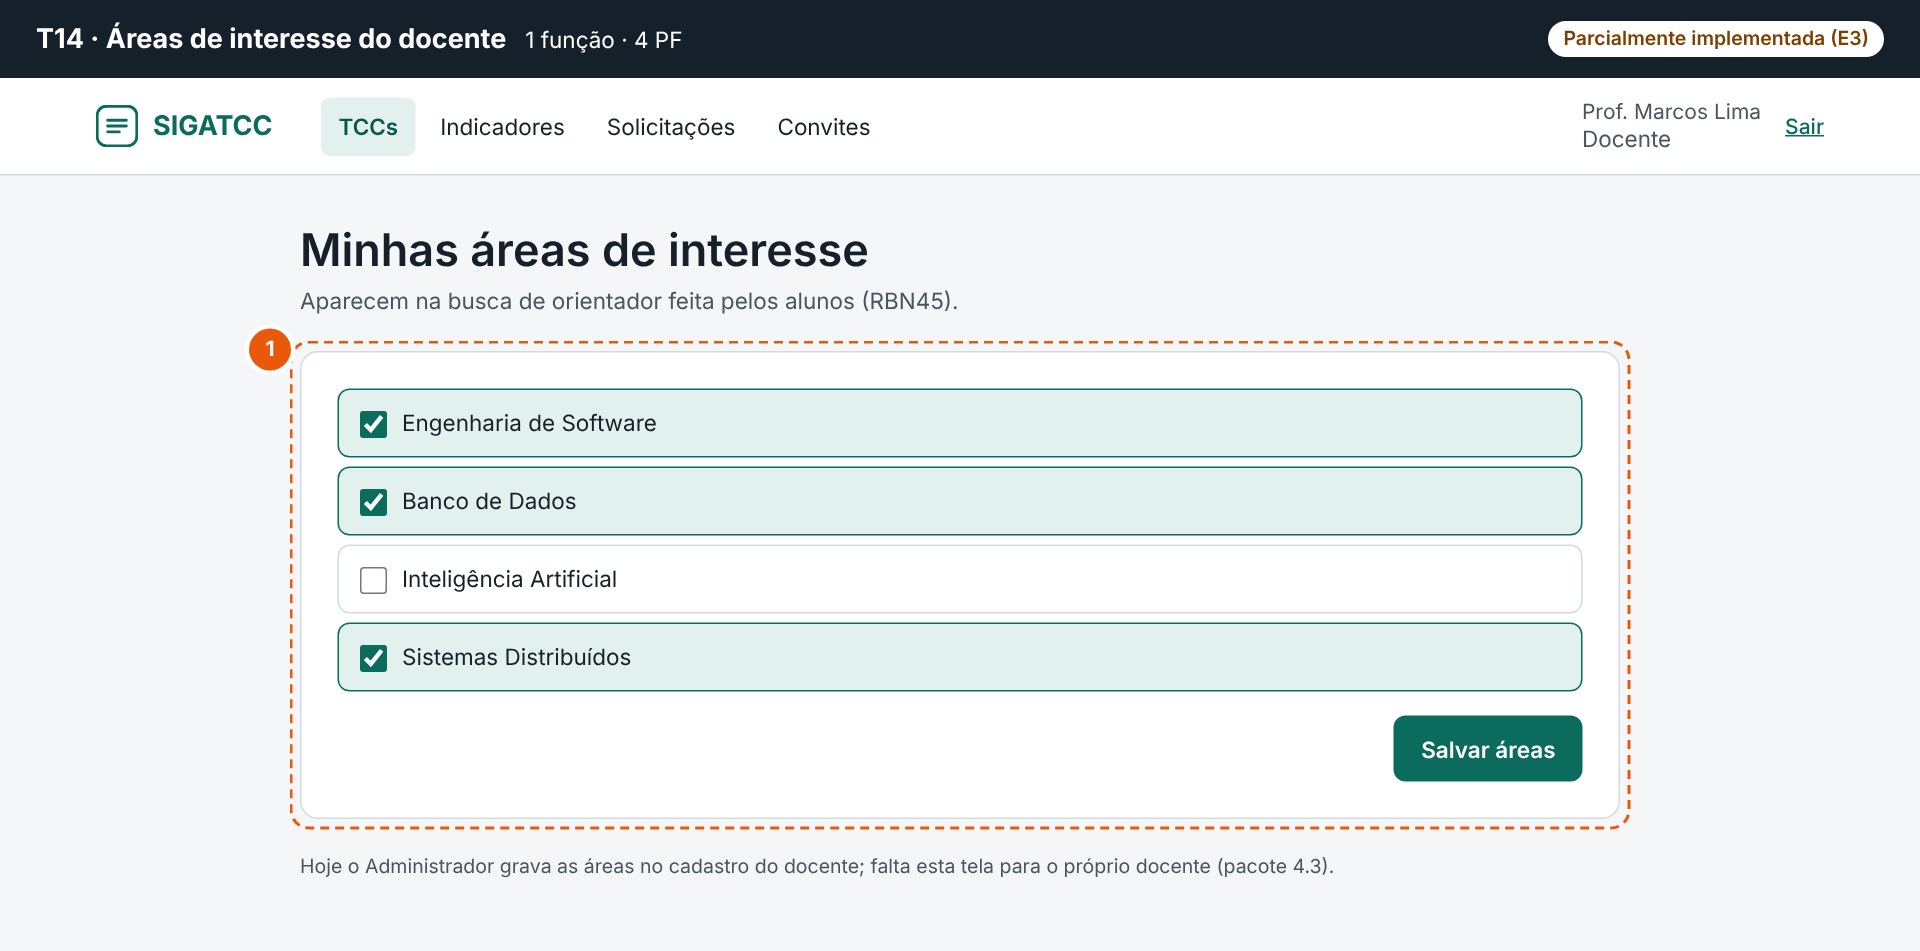 T14 · Áreas de interesse do docente 1 função · 4 PF
Parcialmente implementada (E3)
SIGATCC
TCCs Indicadores Solicitações Convites
Prof. Marcos Lima
Docente
Sair
Minhas áreas de interesse
Aparecem na busca de orientador feita pelos alunos (RBN45).
1
Engenharia de Software
Banco de Dados
Inteligência Artificial
Sistemas Distribuídos
Salvar áreas
Hoje o Administrador grava as áreas no cadastro do docente; falta esta tela para o próprio docente (pacote 4.3).